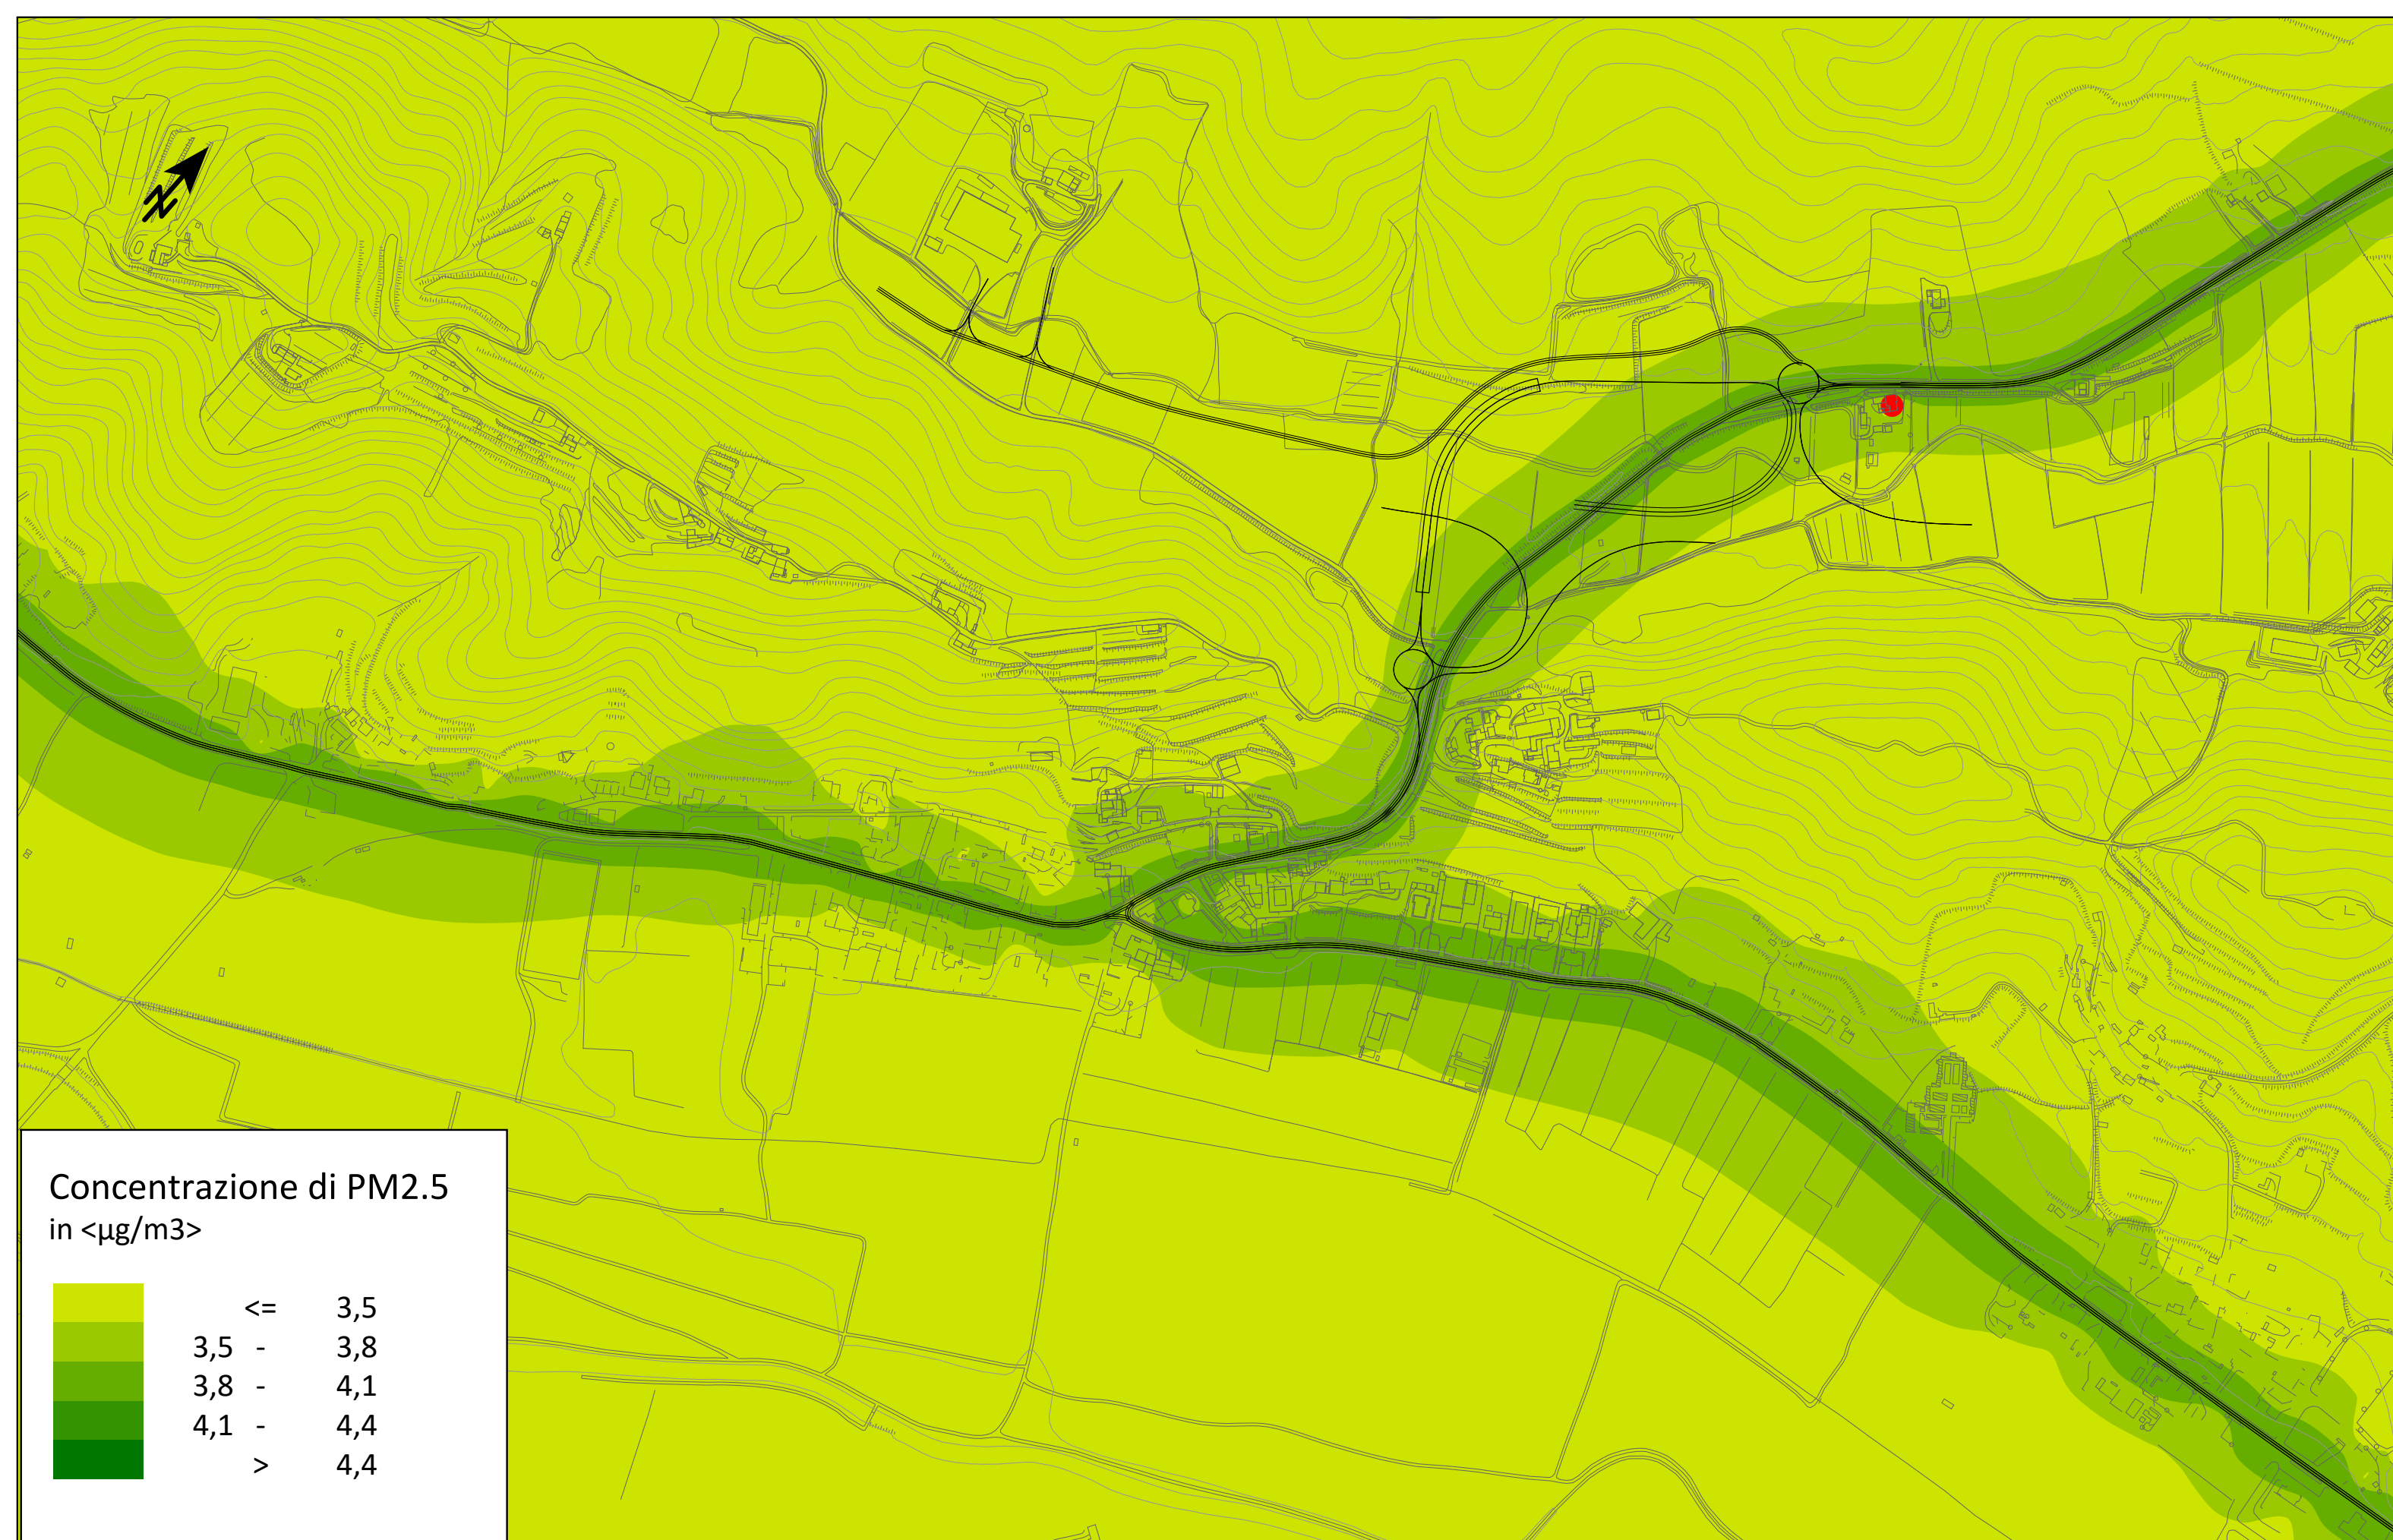 N
Concentrazione di PM2.5
in <µg/m3>
<= 3,5
3,5 - 3,8
3,8 - 4,1
4,1 - 4,4
> 4,4